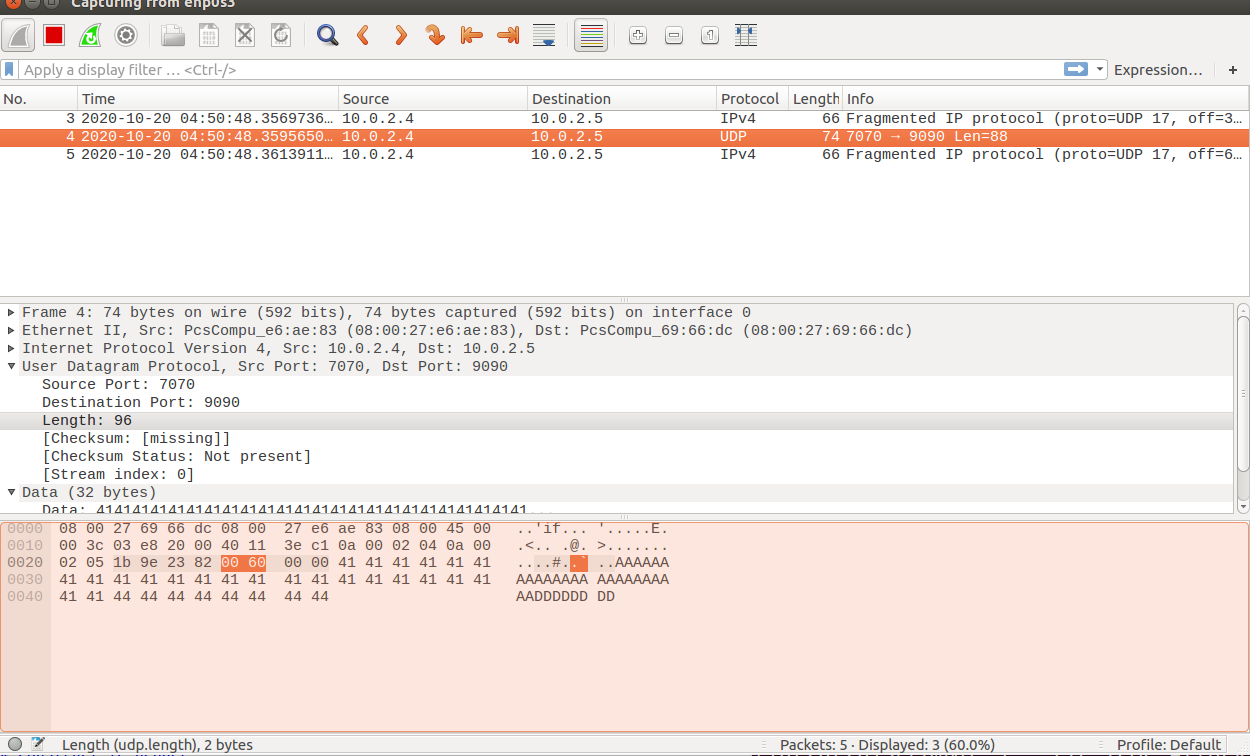 Capturing from enp0s3
Apply a display filter … <Ctrl-/>
Expression…
+
No. Time Source Destination Protocol Length Info
3 2020-10-20 04:50:48.3569736… 10.0.2.4 10.0.2.5 IPv4 66 Fragmented IP protocol (proto=UDP 17, off=3…
4 2020-10-20 04:50:48.3595650… 10.0.2.4 10.0.2.5 UDP 74 7070 → 9090 Len=88
5 2020-10-20 04:50:48.3613911… 10.0.2.4 10.0.2.5 IPv4 66 Fragmented IP protocol (proto=UDP 17, off=6…
Frame 4: 74 bytes on wire (592 bits), 74 bytes captured (592 bits) on interface 0
Ethernet II, Src: PcsCompu_e6:ae:83 (08:00:27:e6:ae:83), Dst: PcsCompu_69:66:dc (08:00:27:69:66:dc)
Internet Protocol Version 4, Src: 10.0.2.4, Dst: 10.0.2.5
User Datagram Protocol, Src Port: 7070, Dst Port: 9090
Source Port: 7070
Destination Port: 9090
Length: 96
[Checksum: [missing]]
[Checksum Status: Not present]
[Stream index: 0]
Data (32 bytes)
Data: 414141414141414141414141414141414141414141414141…
0000 08 00 27 69 66 dc 08 00 27 e6 ae 83 08 00 45 00 ..'if... '.....E.
0010 00 3c 03 e8 20 00 40 11 3e c1 0a 00 02 04 0a 00 .<.. .@. >.......
0020 02 05 1b 9e 23 82 00 60 00 00 41 41 41 41 41 41 ....#..` ..AAAAAA
0030 41 41 41 41 41 41 41 41 41 41 41 41 41 41 41 41 AAAAAAAA AAAAAAAA
0040 41 41 44 44 44 44 44 44 44 44 AADDDDDD DD
Length (udp.length), 2 bytes
Packets: 5 · Displayed: 3 (60.0%)
Profile: Default